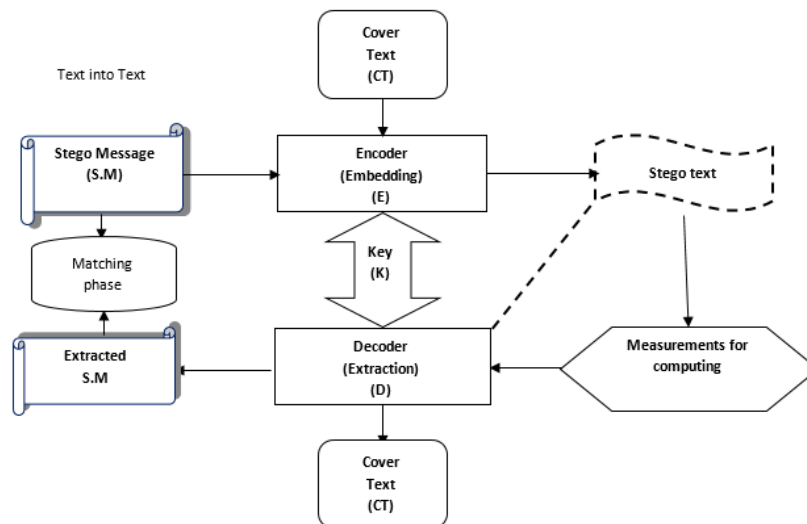 Cover
Text
(CT)
Text into Text
Stego Message
(S.M)
Encoder
(Embedding)
(E)
Stego text
Matching
phase
Key
(K)
Extracted
S.M
Decoder
(Extraction)
(D)
Measurements for
computing
Cover
Text
(CT)